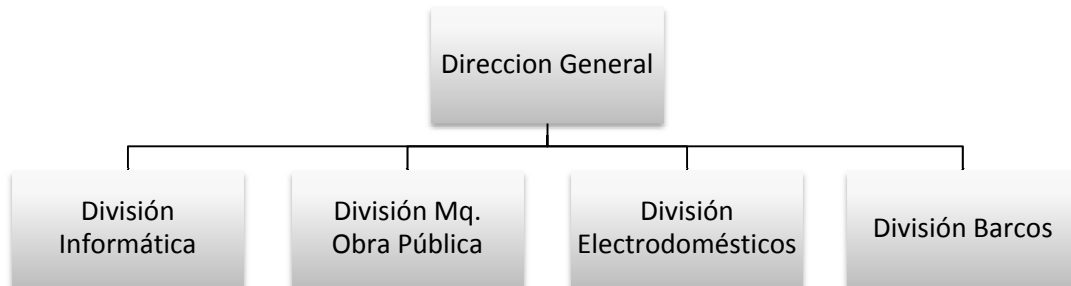 Direccion General
División
Informática
División Mq.
Obra Pública
División
Electrodomésticos
División Barcos